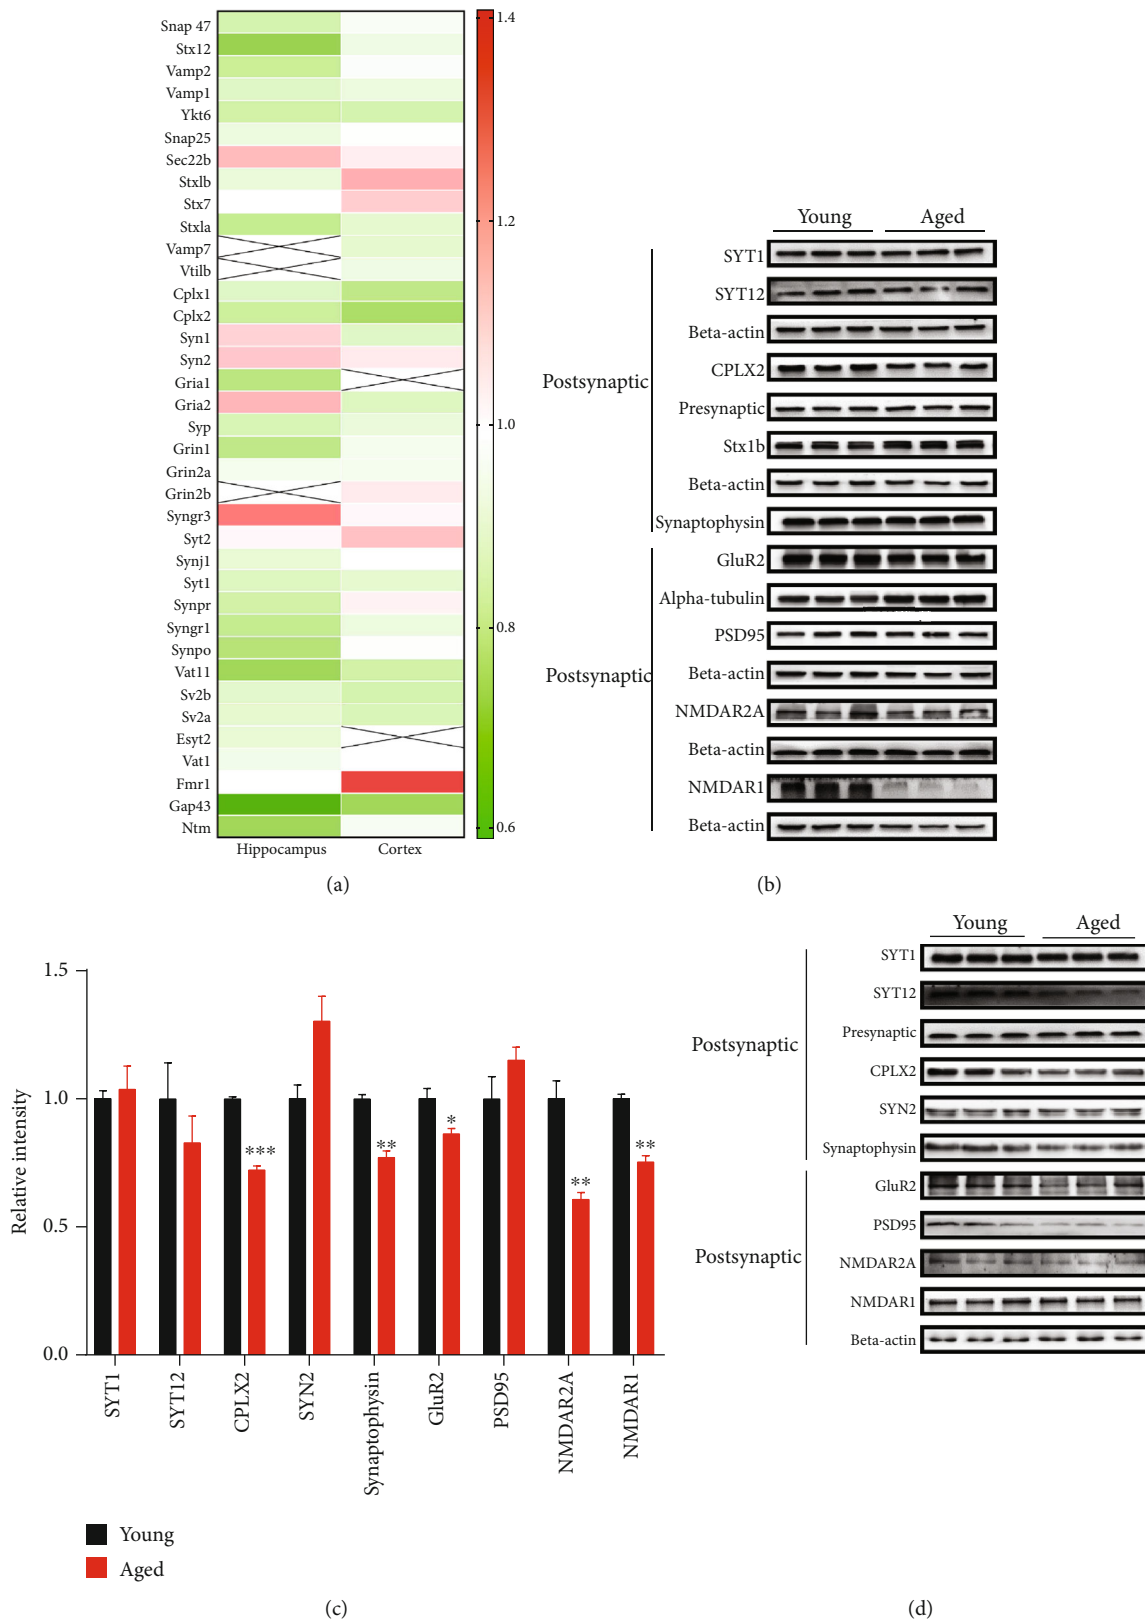 Snap 47
Stx12
Vamp2
Vamp1
Ykt6
Snap25
Sec22b
Stxlb
Stx7
Stxla
Vamp7
Vtilb
Cplx1
Cplx2
Syn1
Syn2
Gria1
Gria2
Syp
Grin1
Grin2a
Grin2b
Syngr3
Syt2
Synj1
Syt1
Synpr
Syngr1
Synpo
Vat11
Sv2b
Sv2a
Esyt2
Vat1
Fmr1
Gap43
Ntm
Hippocampus Cortex
1.4
1.2
1.0
0.8
0.6
(a)
Young Aged
Postsynaptic
SYT1
SYT12
Beta-actin
CPLX2
Presynaptic
Stx1b
Beta-actin
Synaptophysin
Postsynaptic
GluR2
Alpha-tubulin
PSD95
Beta-actin
NMDAR2A
Beta-actin
NMDAR1
Beta-actin
(b)
Relative intensity
1.5
1.0
0.5
0.0
***
**
*
**
**
SYT1
SYT12
CPLX2
SYN2
Synaptophysin
GluR2
PSD95
NMDAR2A
NMDAR1
Young
Aged
(c)
Young Aged
Postsynaptic
SYT1
SYT12
Presynaptic
CPLX2
SYN2
Synaptophysin
Postsynaptic
GluR2
PSD95
NMDAR2A
NMDAR1
Beta-actin
(d)